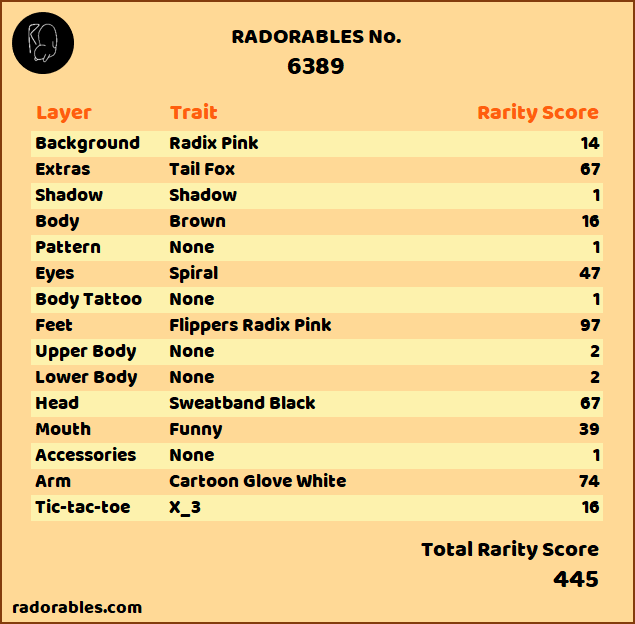 RADORABLES No.
6389
Layer Trait Rarity Score
Background Radix Pink 14
Extras Tail Fox 67
Shadow Shadow 1
Body Brown 16
Pattern None 1
Eyes Spiral 47
Body Tattoo None 1
Feet Flippers Radix Pink 97
Upper Body None 2
Lower Body None 2
Head Sweatband Black 67
Mouth Funny 39
Accessories None 1
Arm Cartoon Glove White 74
Tic-tac-toe X_3 16
Total Rarity Score
445
radorables.com